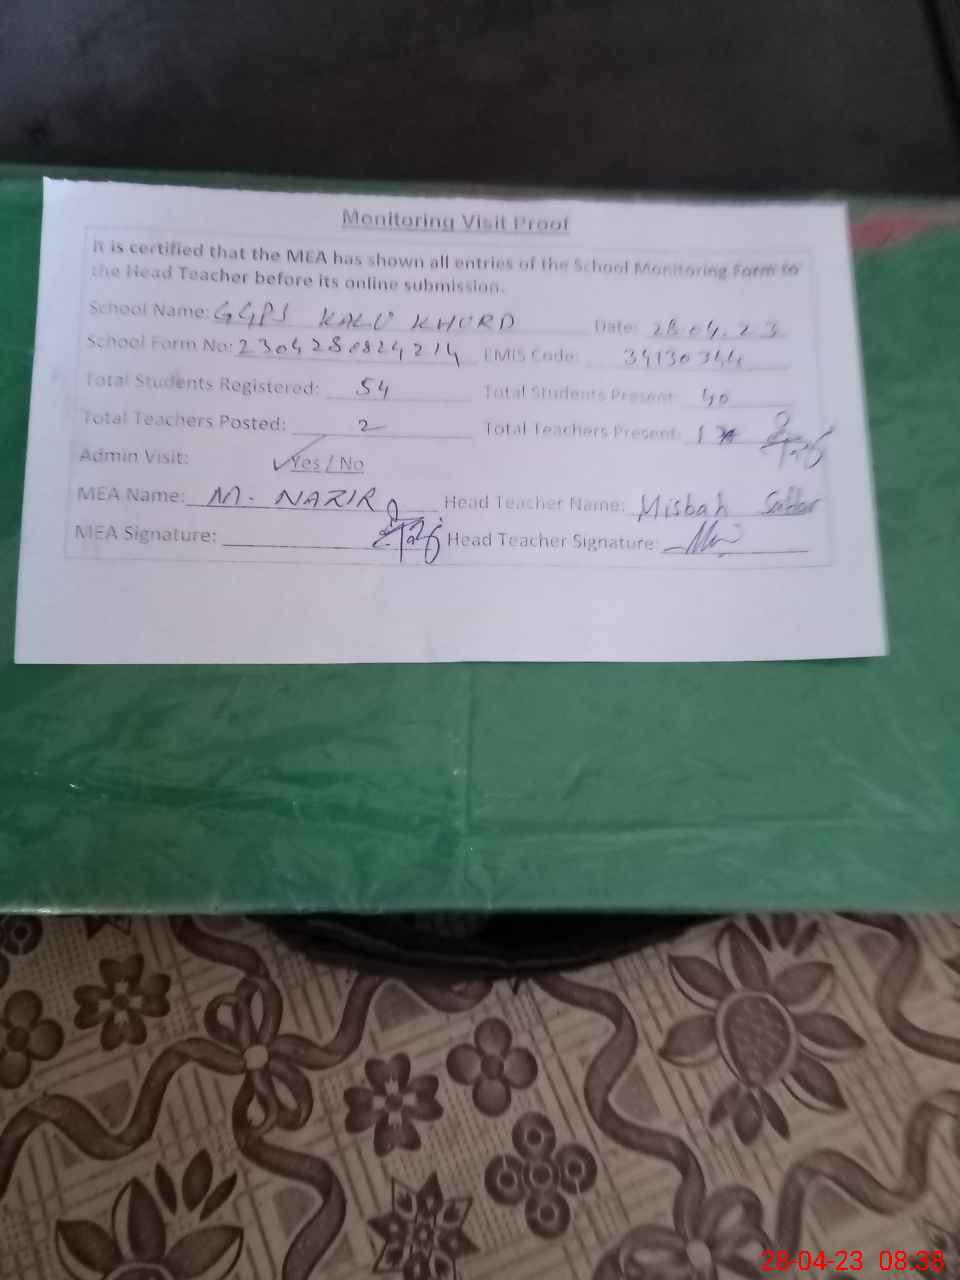 Monitoring Visit Proof
It is certified that the MEA has shown all entries of the School Monitoring Form to
the Head Teacher before its online submission.
School Name: GGPS KALU KHURD Date: 28.04.23
School Form No: 2304280824214 EMIS Code: 34130344
Total Students Registered: 54 Total Students Present: 40
Total Teachers Posted: 2 Total Teachers Present: 1
Admin Visit: Yes / No
MEA Name: M. NAZIR Head Teacher Name: Misbah Safdar
MEA Signature: Head Teacher Signature:
28-04-23 08:38